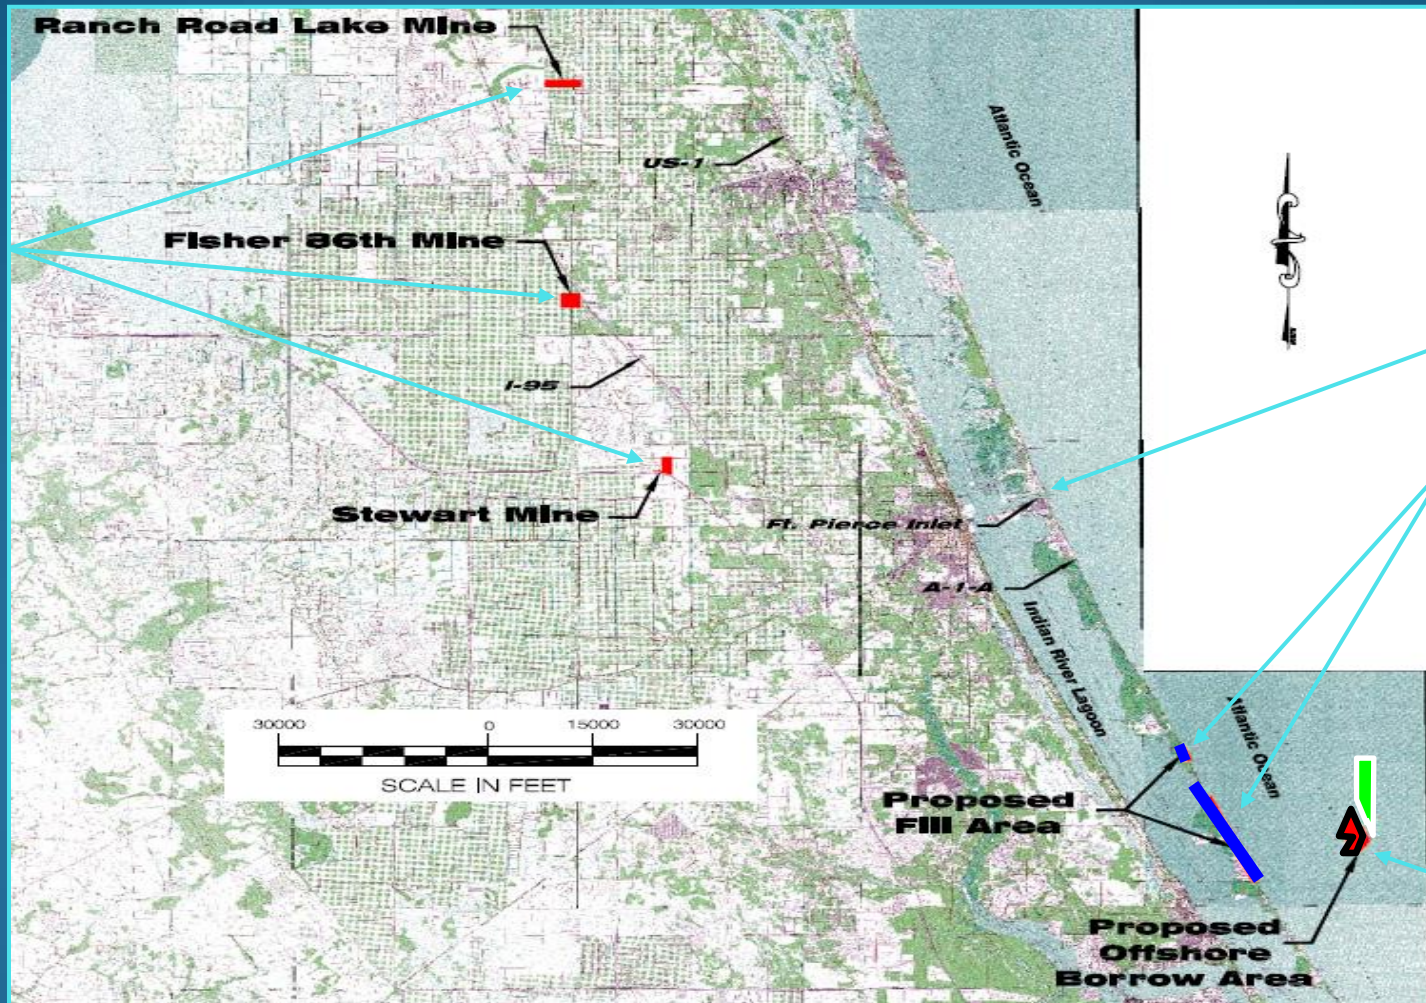 Ranch Road Lake Mine
US-1
Atlantic Ocean
Fisher 86th Mine
I-95
Stewart Mine
Ft. Pierce Inlet
A-1-A
Indian River Lagoon
Atlantic Ocean
30000 0 15000 30000
SCALE IN FEET
Proposed
Fill Area
Proposed
Offshore
Borrow Area